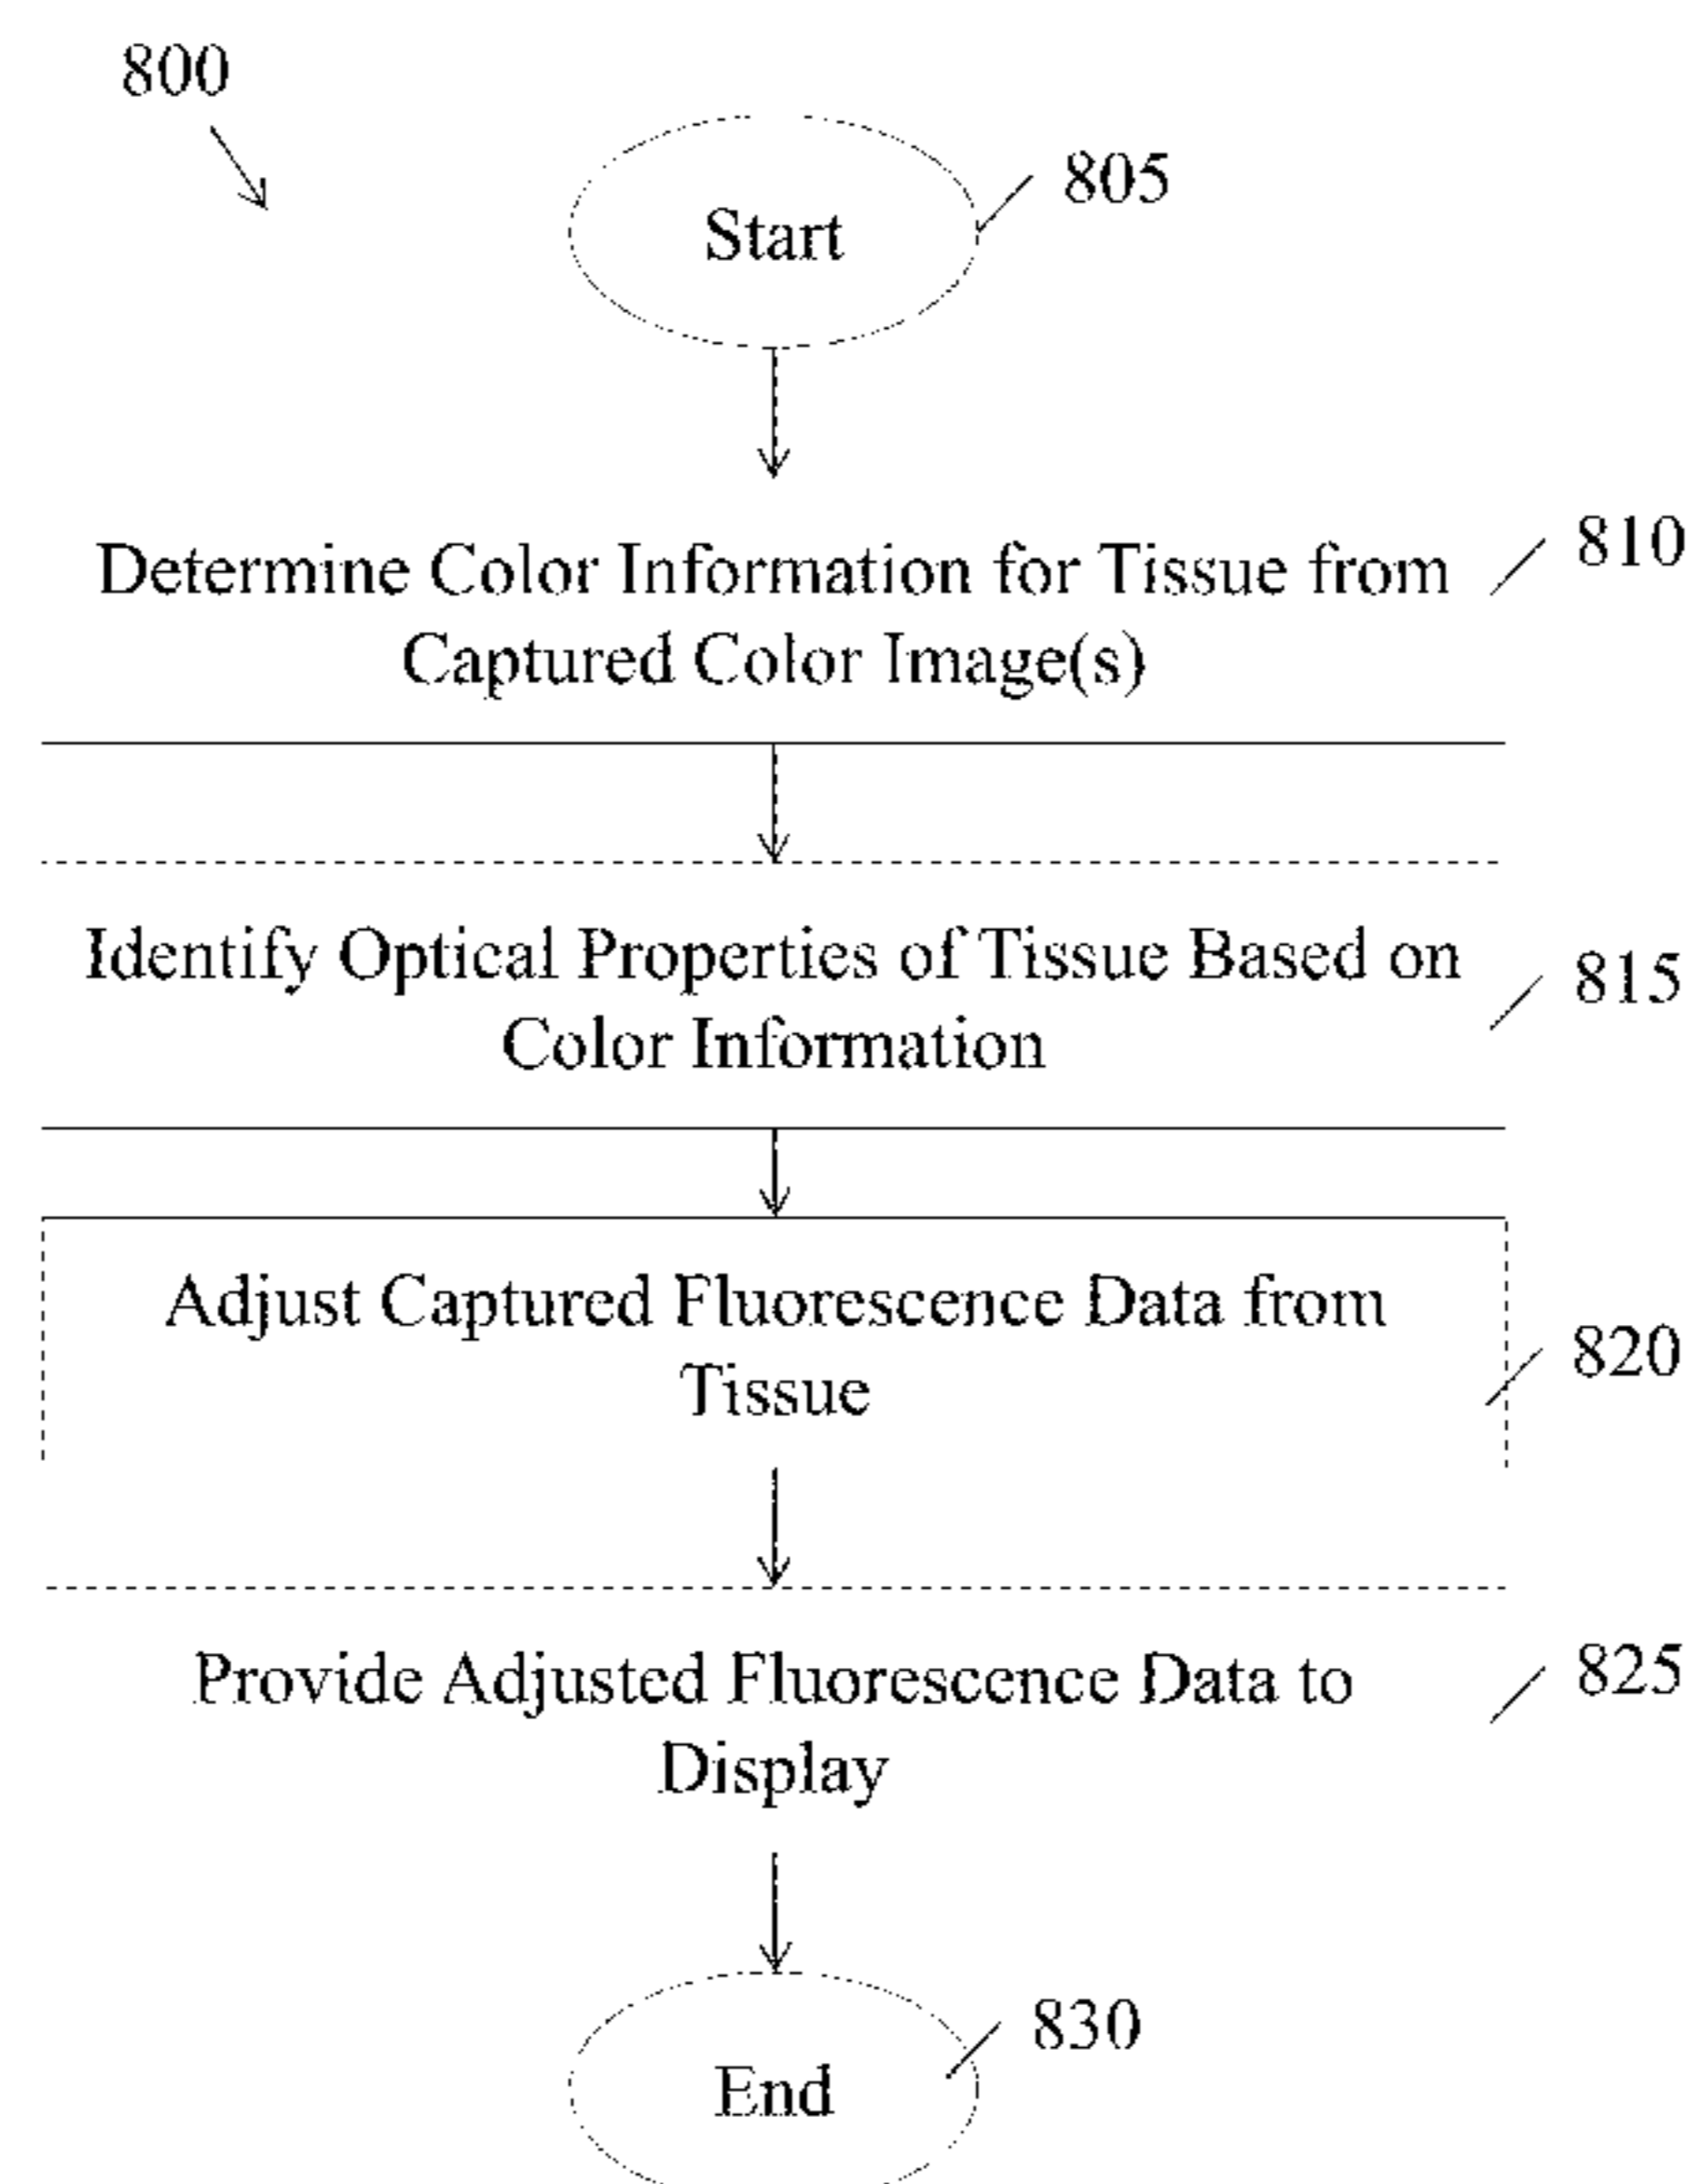 800
805
Start
810
Determine Color Information for Tissue from
Captured Color Image(s)
Identify Optical Properties of Tissue Based on
815
Color Information
Adjust Captured Fluorescence Data from
820
Tissue
Provide Adjusted Fluorescence Data to
825
Display
830
End